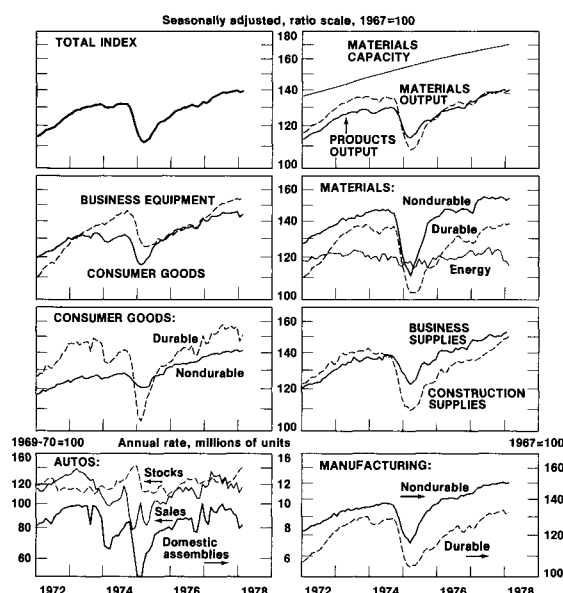 Seasonally adjusted, ratio scale, 1967=100
TOTAL INDEX
180
160
140
120
100
MATERIALS
CAPACITY
MATERIALS
OUTPUT
PRODUCTS
OUTPUT
BUSINESS EQUIPMENT
CONSUMER GOODS
160
140
120
100
MATERIALS:
Nondurable
Durable
Energy
CONSUMER GOODS:
Durable
Nondurable
160
140
120
100
BUSINESS
SUPPLIES
CONSTRUCTION
SUPPLIES
1969-70=100
Annual rate, millions of units
1967=100
160
120
80
60
AUTOS:
Stocks
Sales
Domestic
assemblies
12
10
8
6
MANUFACTURING:
Nondurable
Durable
140
120
100
1972
1974
1976
1978
1972
1974
1976
1978